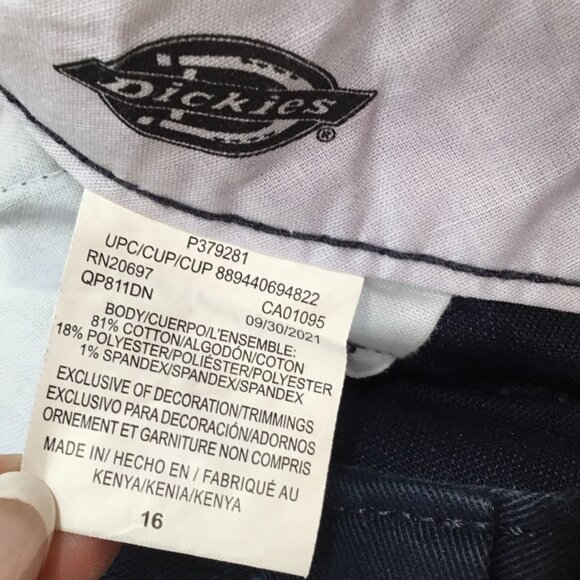 Dickies
®
P379281
UPC/CUP/CUP 889440694822
RN20697 CA01095
QP811DN 09/30/2021
BODY/CUERPO/L'ENSEMBLE:
81% COTTON/ALGODÓN/COTON
18% POLYESTER/POLIÉSTER/POLYESTER
1% SPANDEX/SPANDEX/SPANDEX
EXCLUSIVE OF DECORATION/TRIMMINGS
EXCLUSIVO PARA DECORACIÓN/ADORNOS
ORNEMENT ET GARNITURE NON COMPRIS
MADE IN/ HECHO EN / FABRIQUÉ AU
KENYA/KENIA/KENYA
16